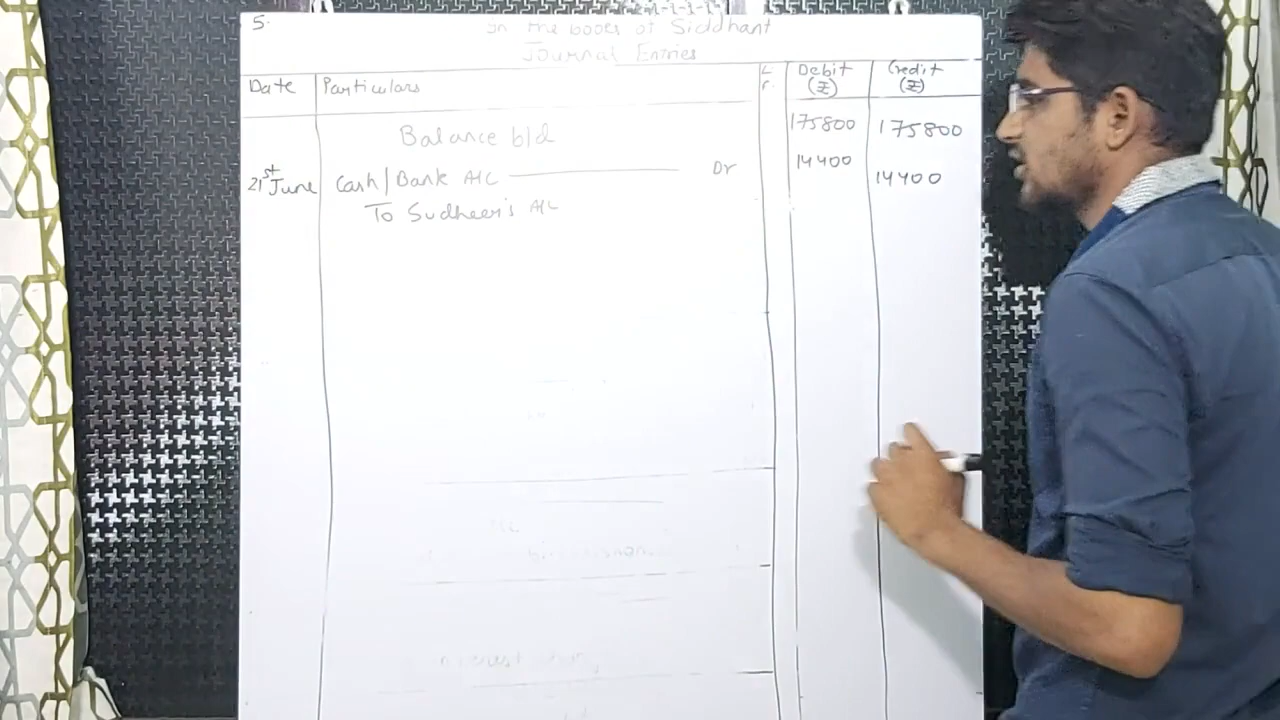 5.
In the books of Siddhant
Journal Entries
Date Particulars L.F. Debit (₹) Credit (₹)
Balance b/d 175800 175800
21st June Cash/Bank A/C Dr 14400
To Sudheer's A/C 14400